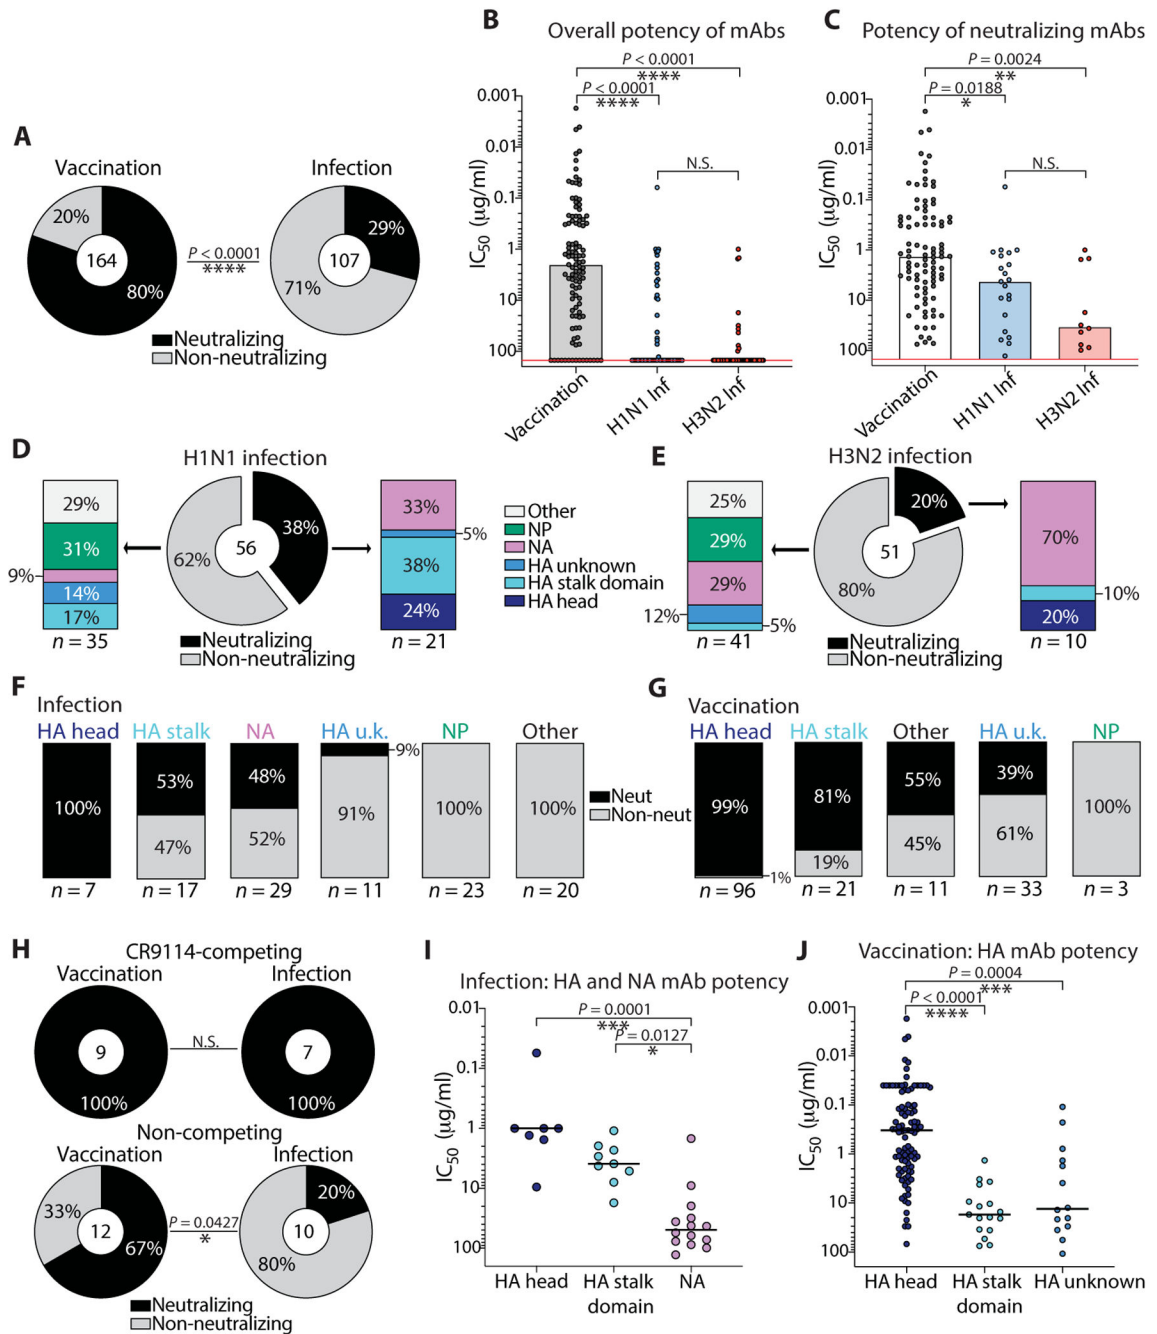 A
Vaccination
Infection
20%
80%
164
P < 0.0001
****
29%
71%
107
Neutralizing
Non-neutralizing
B
Overall potency of mAbs
P < 0.0001
****
P < 0.0001
****
N.S.
IC50 (μg/ml)
0.001
0.01
0.1
1
10
100
Vaccination
H1N1 Inf
H3N2 Inf
C
Potency of neutralizing mAbs
P = 0.0024
**
P = 0.0188
*
N.S.
IC50 (μg/ml)
0.001
0.01
0.1
1
10
100
Vaccination
H1N1 Inf
H3N2 Inf
D
H1N1 infection
29%
31%
9%
14%
17%
n = 35
38%
56
62%
33%
5%
38%
24%
n = 21
Neutralizing
Non-neutralizing
Other
NP
NA
HA unknown
HA stalk domain
HA head
E
H3N2 infection
25%
29%
29%
12%
5%
n = 41
20%
51
80%
70%
10%
20%
n = 10
Neutralizing
Non-neutralizing
F
Infection
HA head
HA stalk
NA
HA u.k.
NP
Other
100%
53%
47%
48%
52%
9%
91%
100%
100%
n = 7
n = 17
n = 29
n = 11
n = 23
n = 20
Neut
Non-neut
G
Vaccination
HA head
HA stalk
Other
HA u.k.
NP
99%
1%
81%
19%
55%
45%
39%
61%
100%
n = 96
n = 21
n = 11
n = 33
n = 3
H
CR9114-competing
Vaccination
Infection
9
100%
N.S.
7
100%
Non-competing
Vaccination
Infection
33%
12
67%
P = 0.0427
*
20%
10
80%
Neutralizing
Non-neutralizing
I
Infection: HA and NA mAb potency
P = 0.0001
***
P = 0.0127
*
IC50 (μg/ml)
0.01
0.1
1
10
100
HA head
HA stalk
domain
NA
J
Vaccination: HA mAb potency
P = 0.0004
***
P < 0.0001
****
IC50 (μg/ml)
0.001
0.01
0.1
1
10
100
HA head
HA stalk
domain
HA unknown